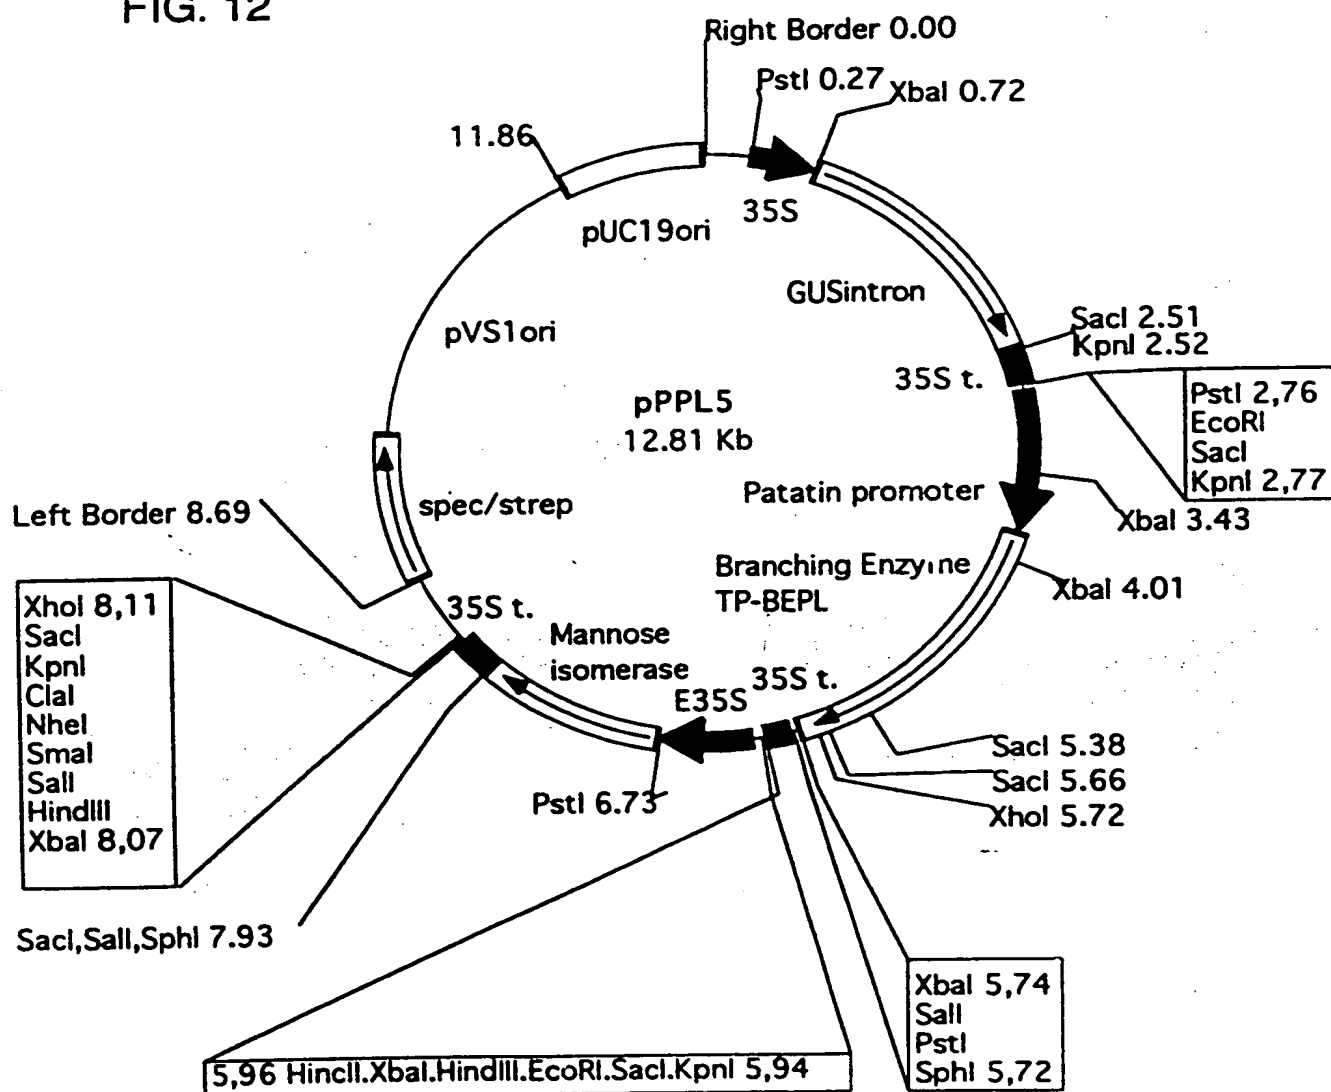 FIG. 12
Right Border 0.00
PstI 0.27
XbaI 0.72
11.86
35S
pUC19ori
GUSintron
pVS1ori
SacI 2.51
KpnI 2.52
35S t.
PstI 2,76
EcoRI
SacI
KpnI 2,77
pPPL5
12.81 Kb
Patatin promoter
XbaI 3.43
Left Border 8.69
spec/strep
Branching Enzyme
TP-BEPL
XbaI 4.01
XhoI 8,11
SacI
KpnI
ClaI
NheI
SmaI
SalI
HindIII
XbaI 8,07
35S t.
Mannose
isomerase
E35S
35S t.
SacI 5.38
SacI 5.66
XhoI 5.72
PstI 6.73
SacI,SalI,SphI 7.93
XbaI 5,74
SalI
PstI
SphI 5,72
5,96 HincII.XbaI.HindIII.EcoRI.SacI.KpnI 5,94